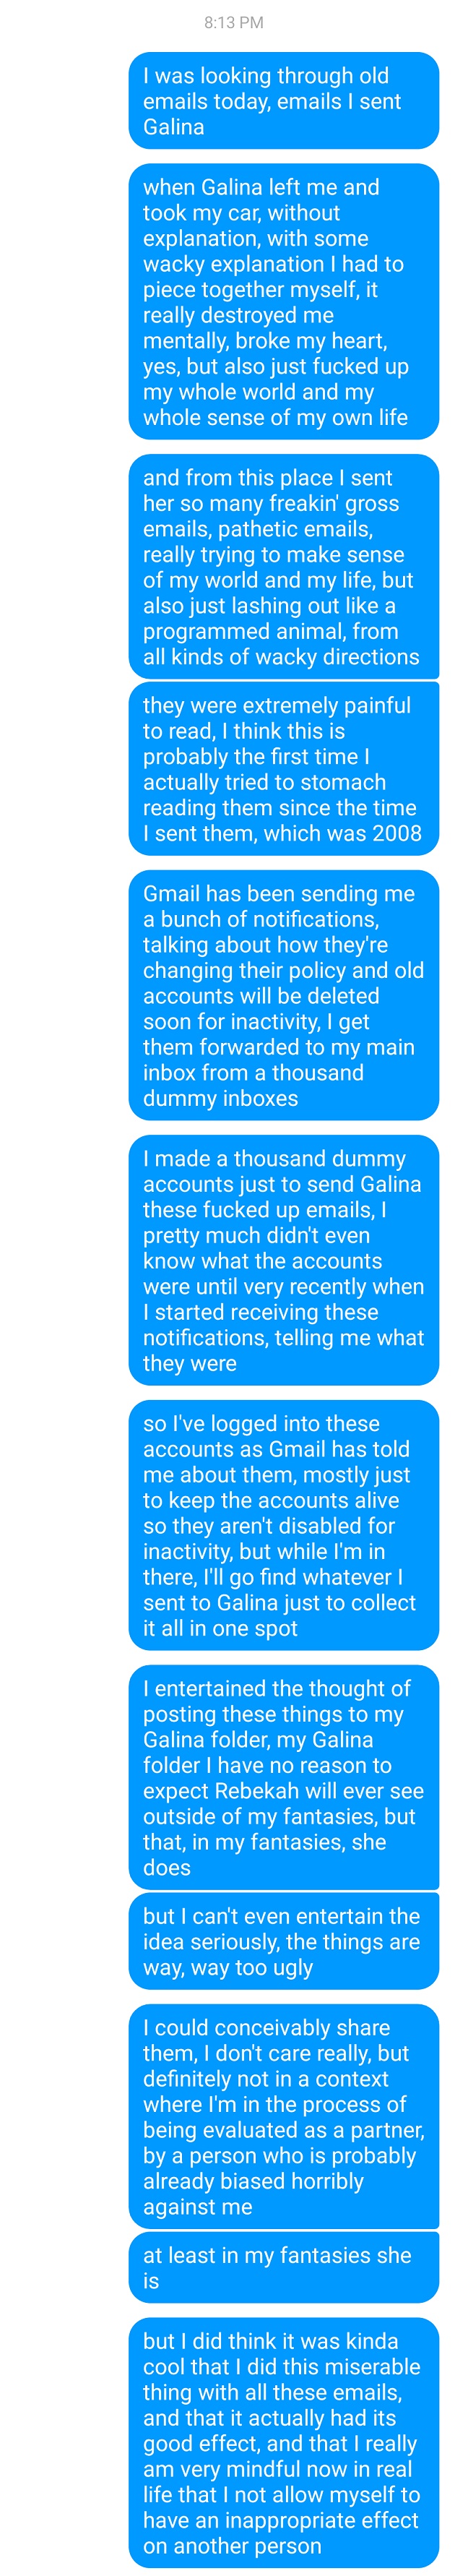 8:13 PM
I was looking through old
emails today, emails I sent
Galina
when Galina left me and
took my car, without
explanation, with some
wacky explanation I had to
piece together myself, it
really destroyed me
mentally, broke my heart,
yes, but also just fucked up
my whole world and my
whole sense of my own life
and from this place I sent
her so many freakin' gross
emails, pathetic emails,
really trying to make sense
of my world and my life, but
also just lashing out like a
programmed animal, from
all kinds of wacky directions
they were extremely painful
to read, I think this is
probably the first time I
actually tried to stomach
reading them since the time
I sent them, which was 2008
Gmail has been sending me
a bunch of notifications,
talking about how they're
changing their policy and old
accounts will be deleted
soon for inactivity, I get
them forwarded to my main
inbox from a thousand
dummy inboxes
I made a thousand dummy
accounts just to send Galina
these fucked up emails, I
pretty much didn't even
know what the accounts
were until very recently when
I started receiving these
notifications, telling me what
they were
so I've logged into these
accounts as Gmail has told
me about them, mostly just
to keep the accounts alive
so they aren't disabled for
inactivity, but while I'm in
there, I'll go find whatever I
sent to Galina just to collect
it all in one spot
I entertained the thought of
posting these things to my
Galina folder, my Galina
folder I have no reason to
expect Rebekah will ever see
outside of my fantasies, but
that, in my fantasies, she
does
but I can't even entertain the
idea seriously, the things are
way, way too ugly
I could conceivably share
them, I don't care really, but
definitely not in a context
where I'm in the process of
being evaluated as a partner,
by a person who is probably
already biased horribly
against me
at least in my fantasies she
is
but I did think it was kinda
cool that I did this miserable
thing with all these emails,
and that it actually had its
good effect, and that I really
am very mindful now in real
life that I not allow myself to
have an inappropriate effect
on another person